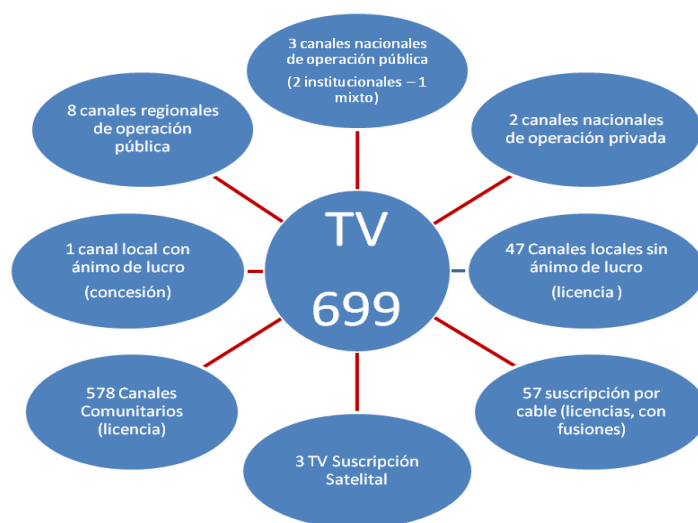 3 canales nacionales
de operación pública
(2 institucionales – 1
mixto)
2 canales nacionales
de operación privada
47 Canales locales sin
ánimo de lucro
(licencia )
57 suscripción por
cable (licencias, con
fusiones)
3 TV Suscripción
Satelital
578 Canales
Comunitarios
(licencia)
1 canal local con
ánimo de lucro
(concesión)
8 canales regionales
de operación
pública
TV
699